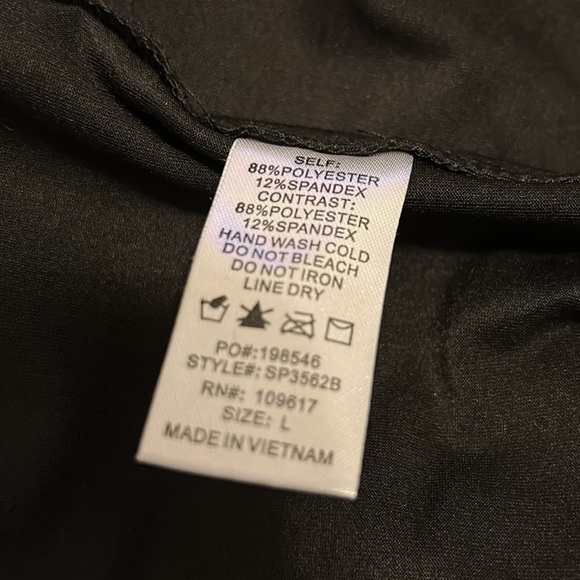 SELF:
88%POLYESTER
12%SPANDEX
CONTRAST:
88%POLYESTER
12%SPANDEX
HAND WASH COLD
DO NOT BLEACH
DO NOT IRON
LINE DRY
PO#:198546
STYLE#: SP3562B
RN#: 109617
SIZE: L
MADE IN VIETNAM